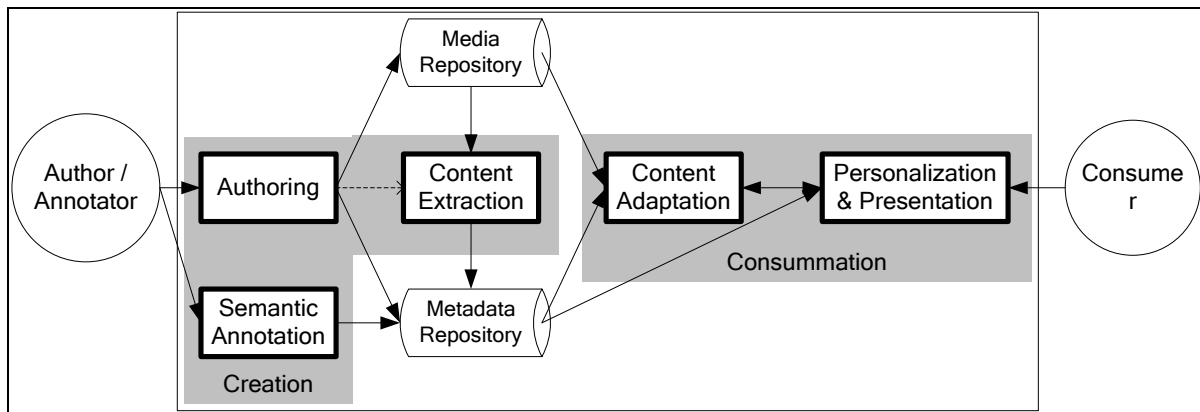 Media
Repository
Author /
Annotator
Authoring
Content
Extraction
Content
Adaptation
Personalization
& Presentation
Consume
r
Consummation
Semantic
Annotation
Metadata
Repository
Creation